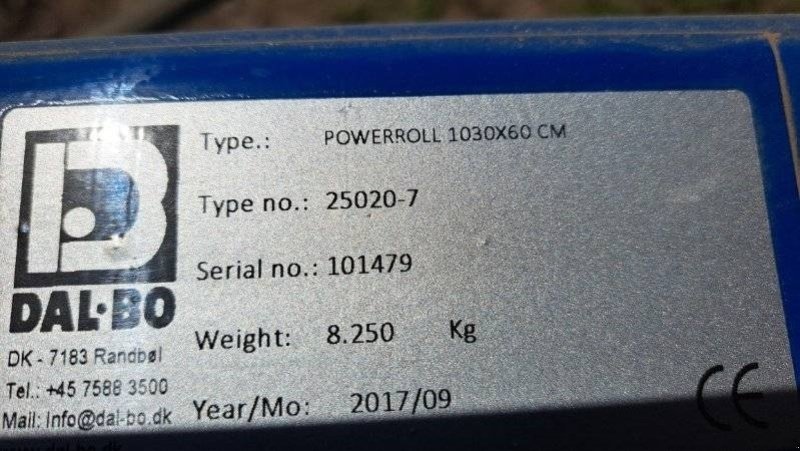 Type.: POWERROLL 1030X60 CM
Type no.: 25020-7
Serial no.: 101479
Weight: 8.250 Kg
Year/Mo: 2017/09
DAL·BO
DK - 7183 Randbøl
Tel.: +45 7588 3500
Mail: Info@dal-bo.dk
CE